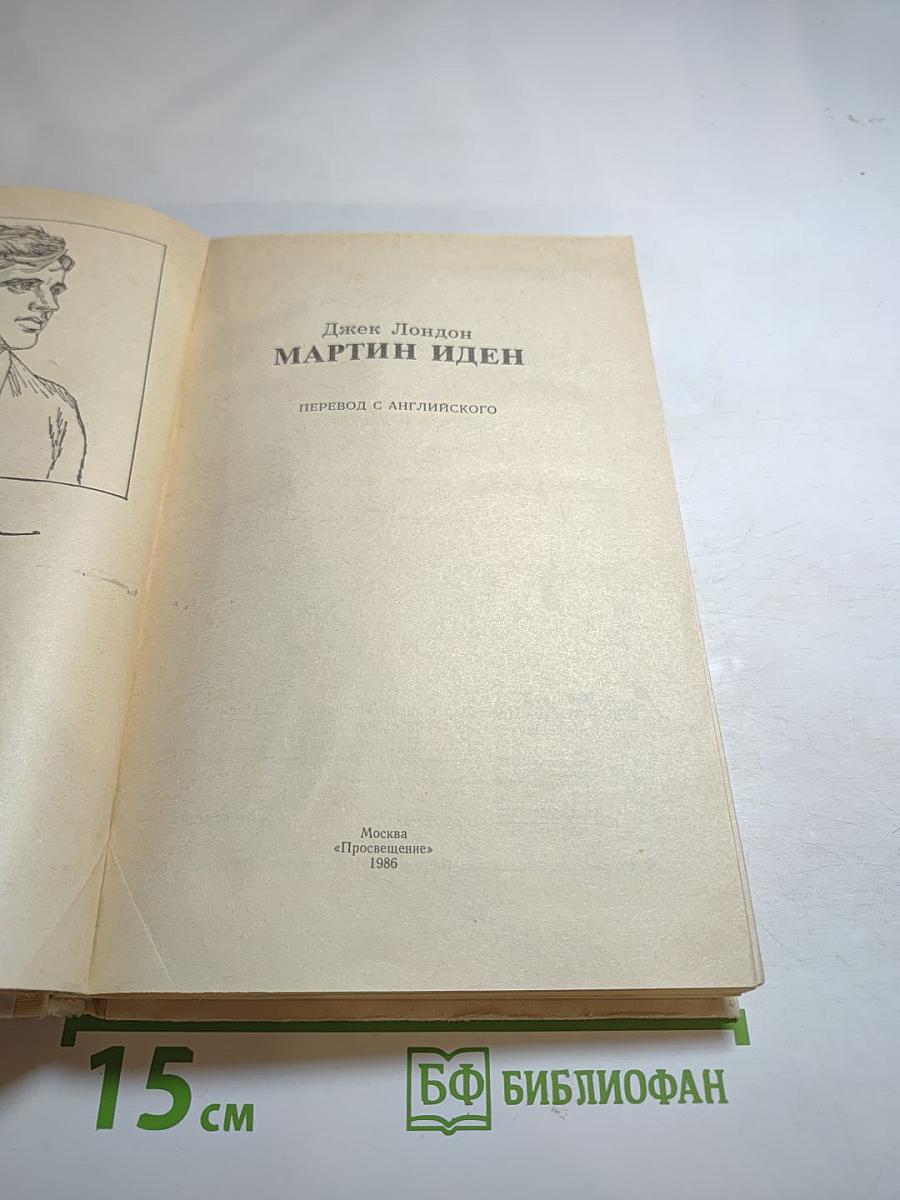 Джек Лондон
МАРТИН ИДЕН
ПЕРЕВОД С АНГЛИЙСКОГО
Москва
«Просвещение»
1986
15 см
БФ БИБЛИОФАН